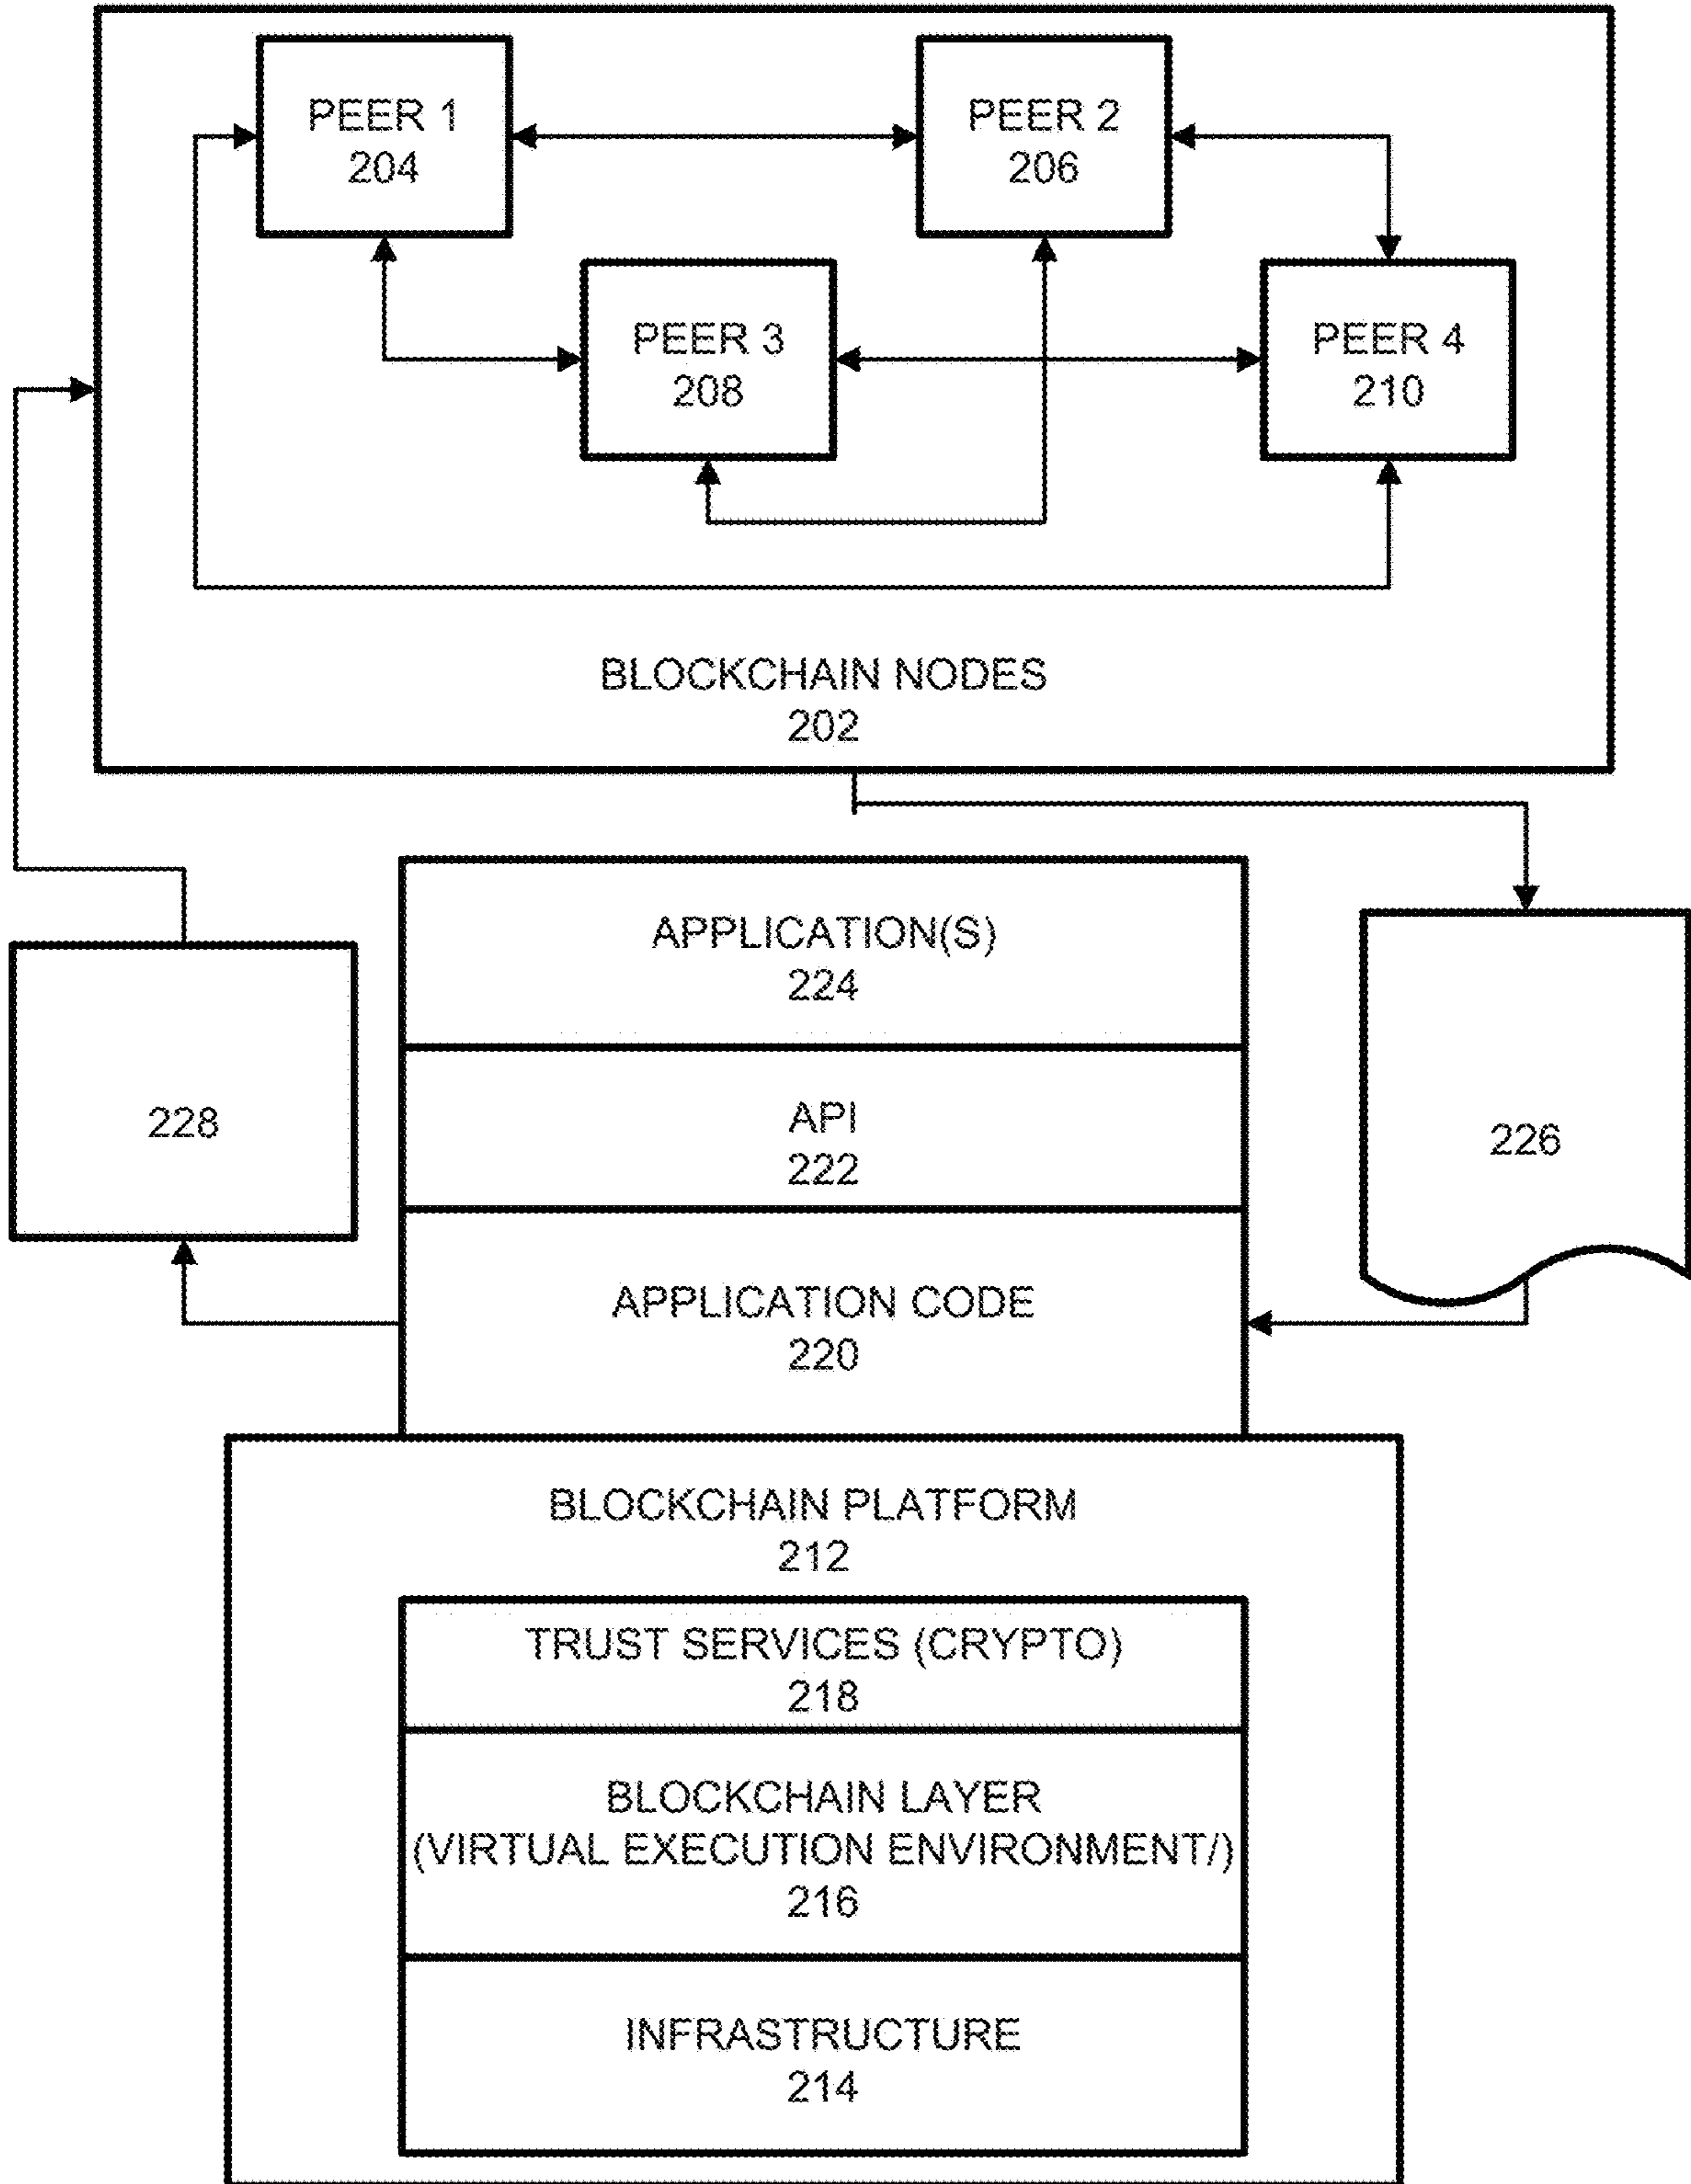 PEER 1
204
PEER 2
206
PEER 3
208
PEER 4
210
BLOCKCHAIN NODES
202
APPLICATION(S)
224
API
222
228
226
APPLICATION CODE
220
BLOCKCHAIN PLATFORM
212
TRUST SERVICES (CRYPTO)
218
BLOCKCHAIN LAYER
(VIRTUAL EXECUTION ENVIRONMENT/)
216
INFRASTRUCTURE
214